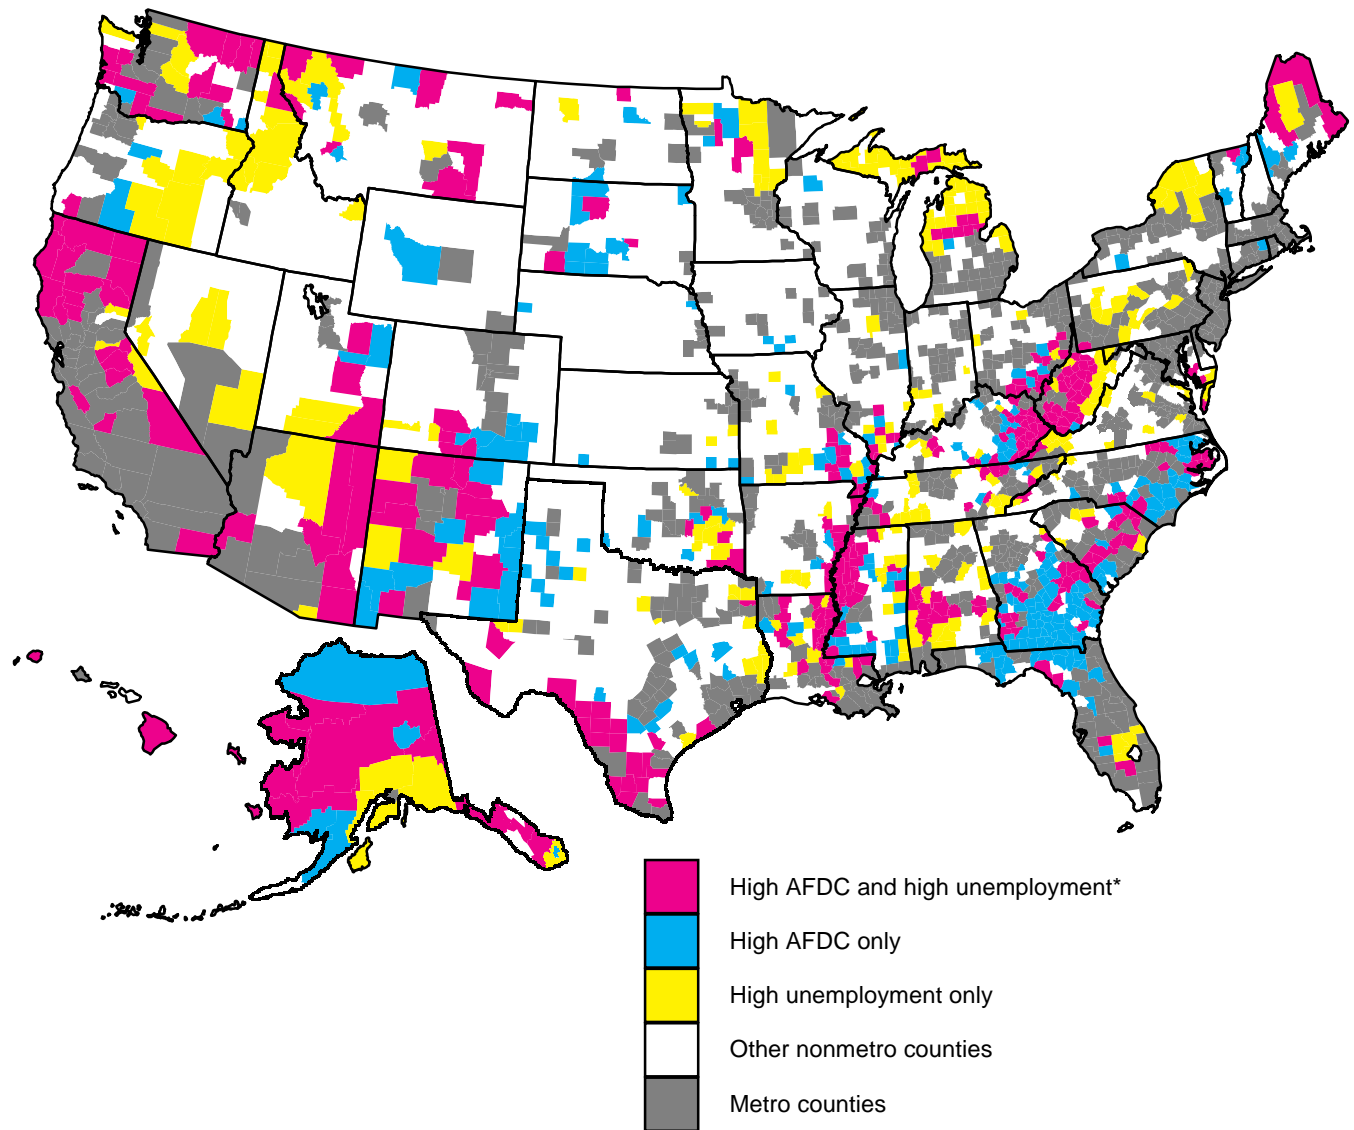 High AFDC and high unemployment*
High AFDC only
High unemployment only
Other nonmetro counties
Metro counties